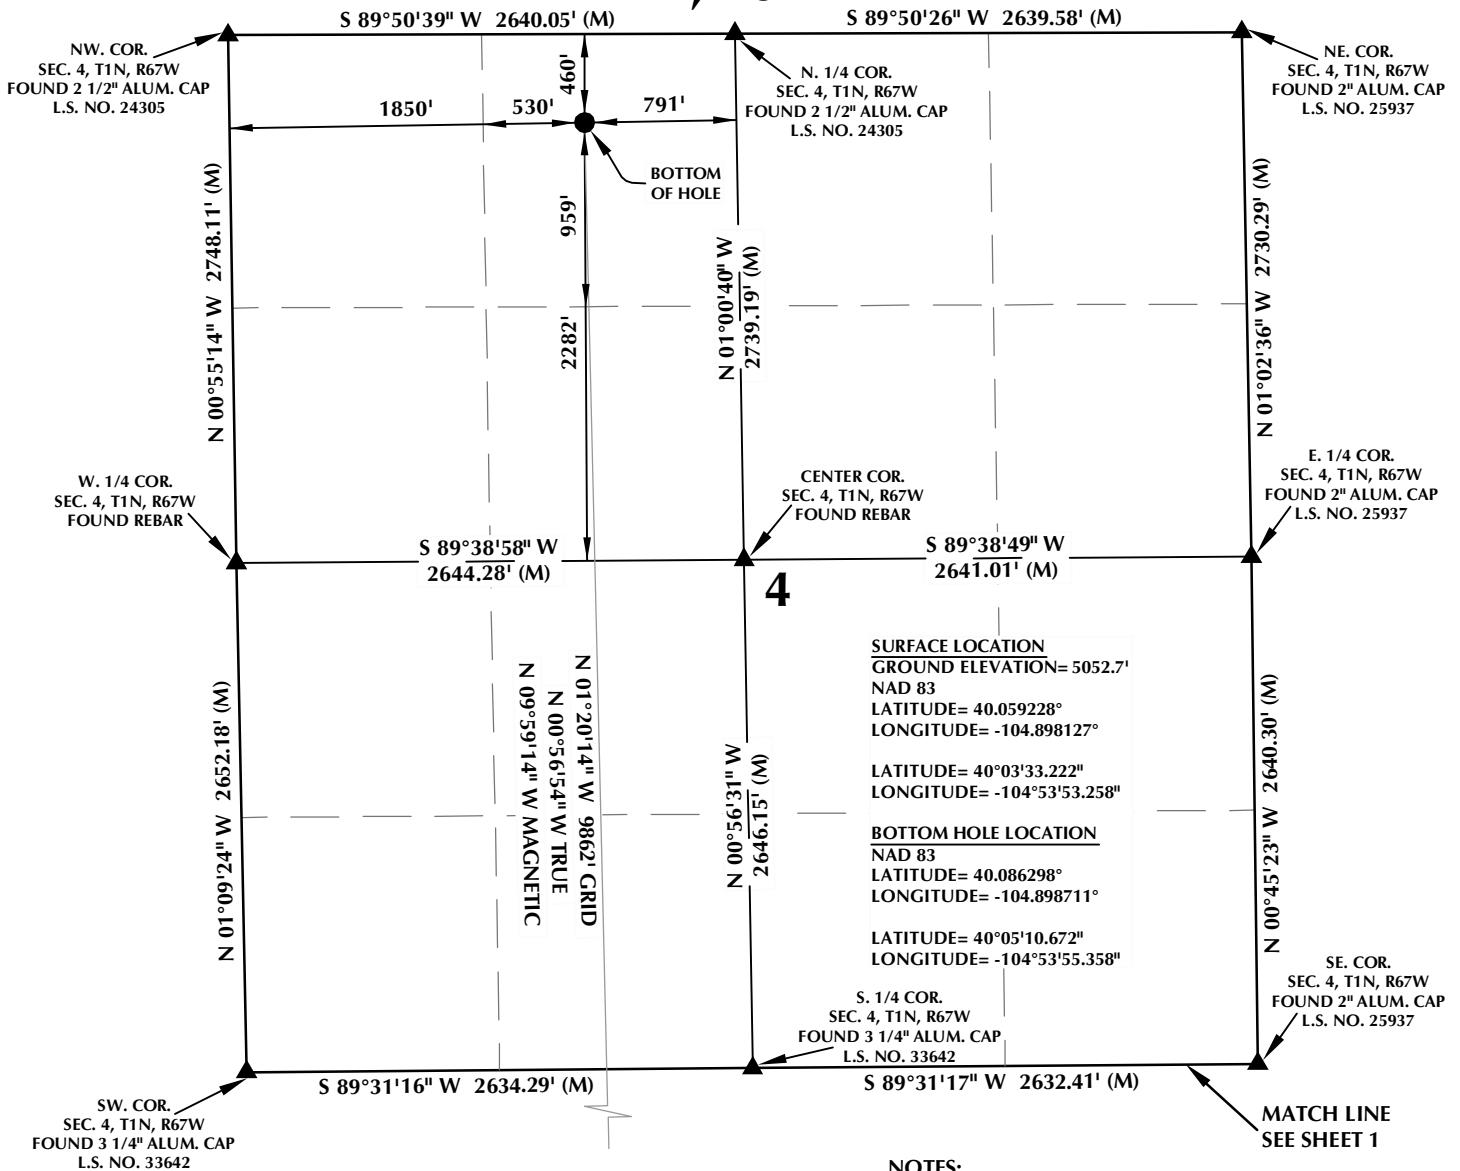 S 89°50'39" W 2640.05' (M)
S 89°50'26" W 2639.58' (M)
NW. COR.
SEC. 4, T1N, R67W
FOUND 2 1/2" ALUM. CAP
L.S. NO. 24305
N. 1/4 COR.
SEC. 4, T1N, R67W
FOUND 2 1/2" ALUM. CAP
L.S. NO. 24305
NE. COR.
SEC. 4, T1N, R67W
FOUND 2" ALUM. CAP
L.S. NO. 25937
460'
1850'
530'
791'
BOTTOM
OF HOLE
959'
2282'
N 00°55'14" W 2748.11' (M)
N 01°00'40" W
2739.19' (M)
N 01°02'36" W 2730.29' (M)
W. 1/4 COR.
SEC. 4, T1N, R67W
FOUND REBAR
CENTER COR.
SEC. 4, T1N, R67W
FOUND REBAR
E. 1/4 COR.
SEC. 4, T1N, R67W
FOUND 2" ALUM. CAP
L.S. NO. 25937
S 89°38'58" W
2644.28' (M)
S 89°38'49" W
2641.01' (M)
4
N 01°09'24" W 2652.18' (M)
N 01°20'14" W 9862' GRID
N 00°56'54" W TRUE
N 09°59'14" W MAGNETIC
N 00°56'31" W
2646.15' (M)
SURFACE LOCATION
GROUND ELEVATION= 5052.7'
NAD 83
LATITUDE= 40.059228°
LONGITUDE= -104.898127°
LATITUDE= 40°03'33.222"
LONGITUDE= -104°53'53.258"
BOTTOM HOLE LOCATION
NAD 83
LATITUDE= 40.086298°
LONGITUDE= -104.898711°
LATITUDE= 40°05'10.672"
LONGITUDE= -104°53'55.358"
N 00°45'23" W 2640.30' (M)
SE. COR.
SEC. 4, T1N, R67W
FOUND 2" ALUM. CAP
L.S. NO. 25937
S. 1/4 COR.
SEC. 4, T1N, R67W
FOUND 3 1/4" ALUM. CAP
L.S. NO. 33642
S 89°31'16" W 2634.29' (M)
S 89°31'17" W 2632.41' (M)
SW. COR.
SEC. 4, T1N, R67W
FOUND 3 1/4" ALUM. CAP
L.S. NO. 33642
MATCH LINE
SEE SHEET 1
NOTES: